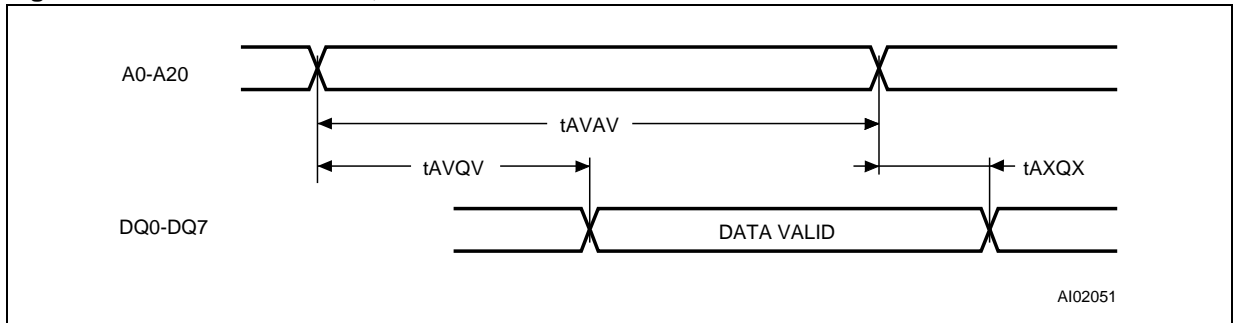 A0-A20
tAVAV
tAVQV
tAXQX
DQ0-DQ7
DATA VALID
AI02051